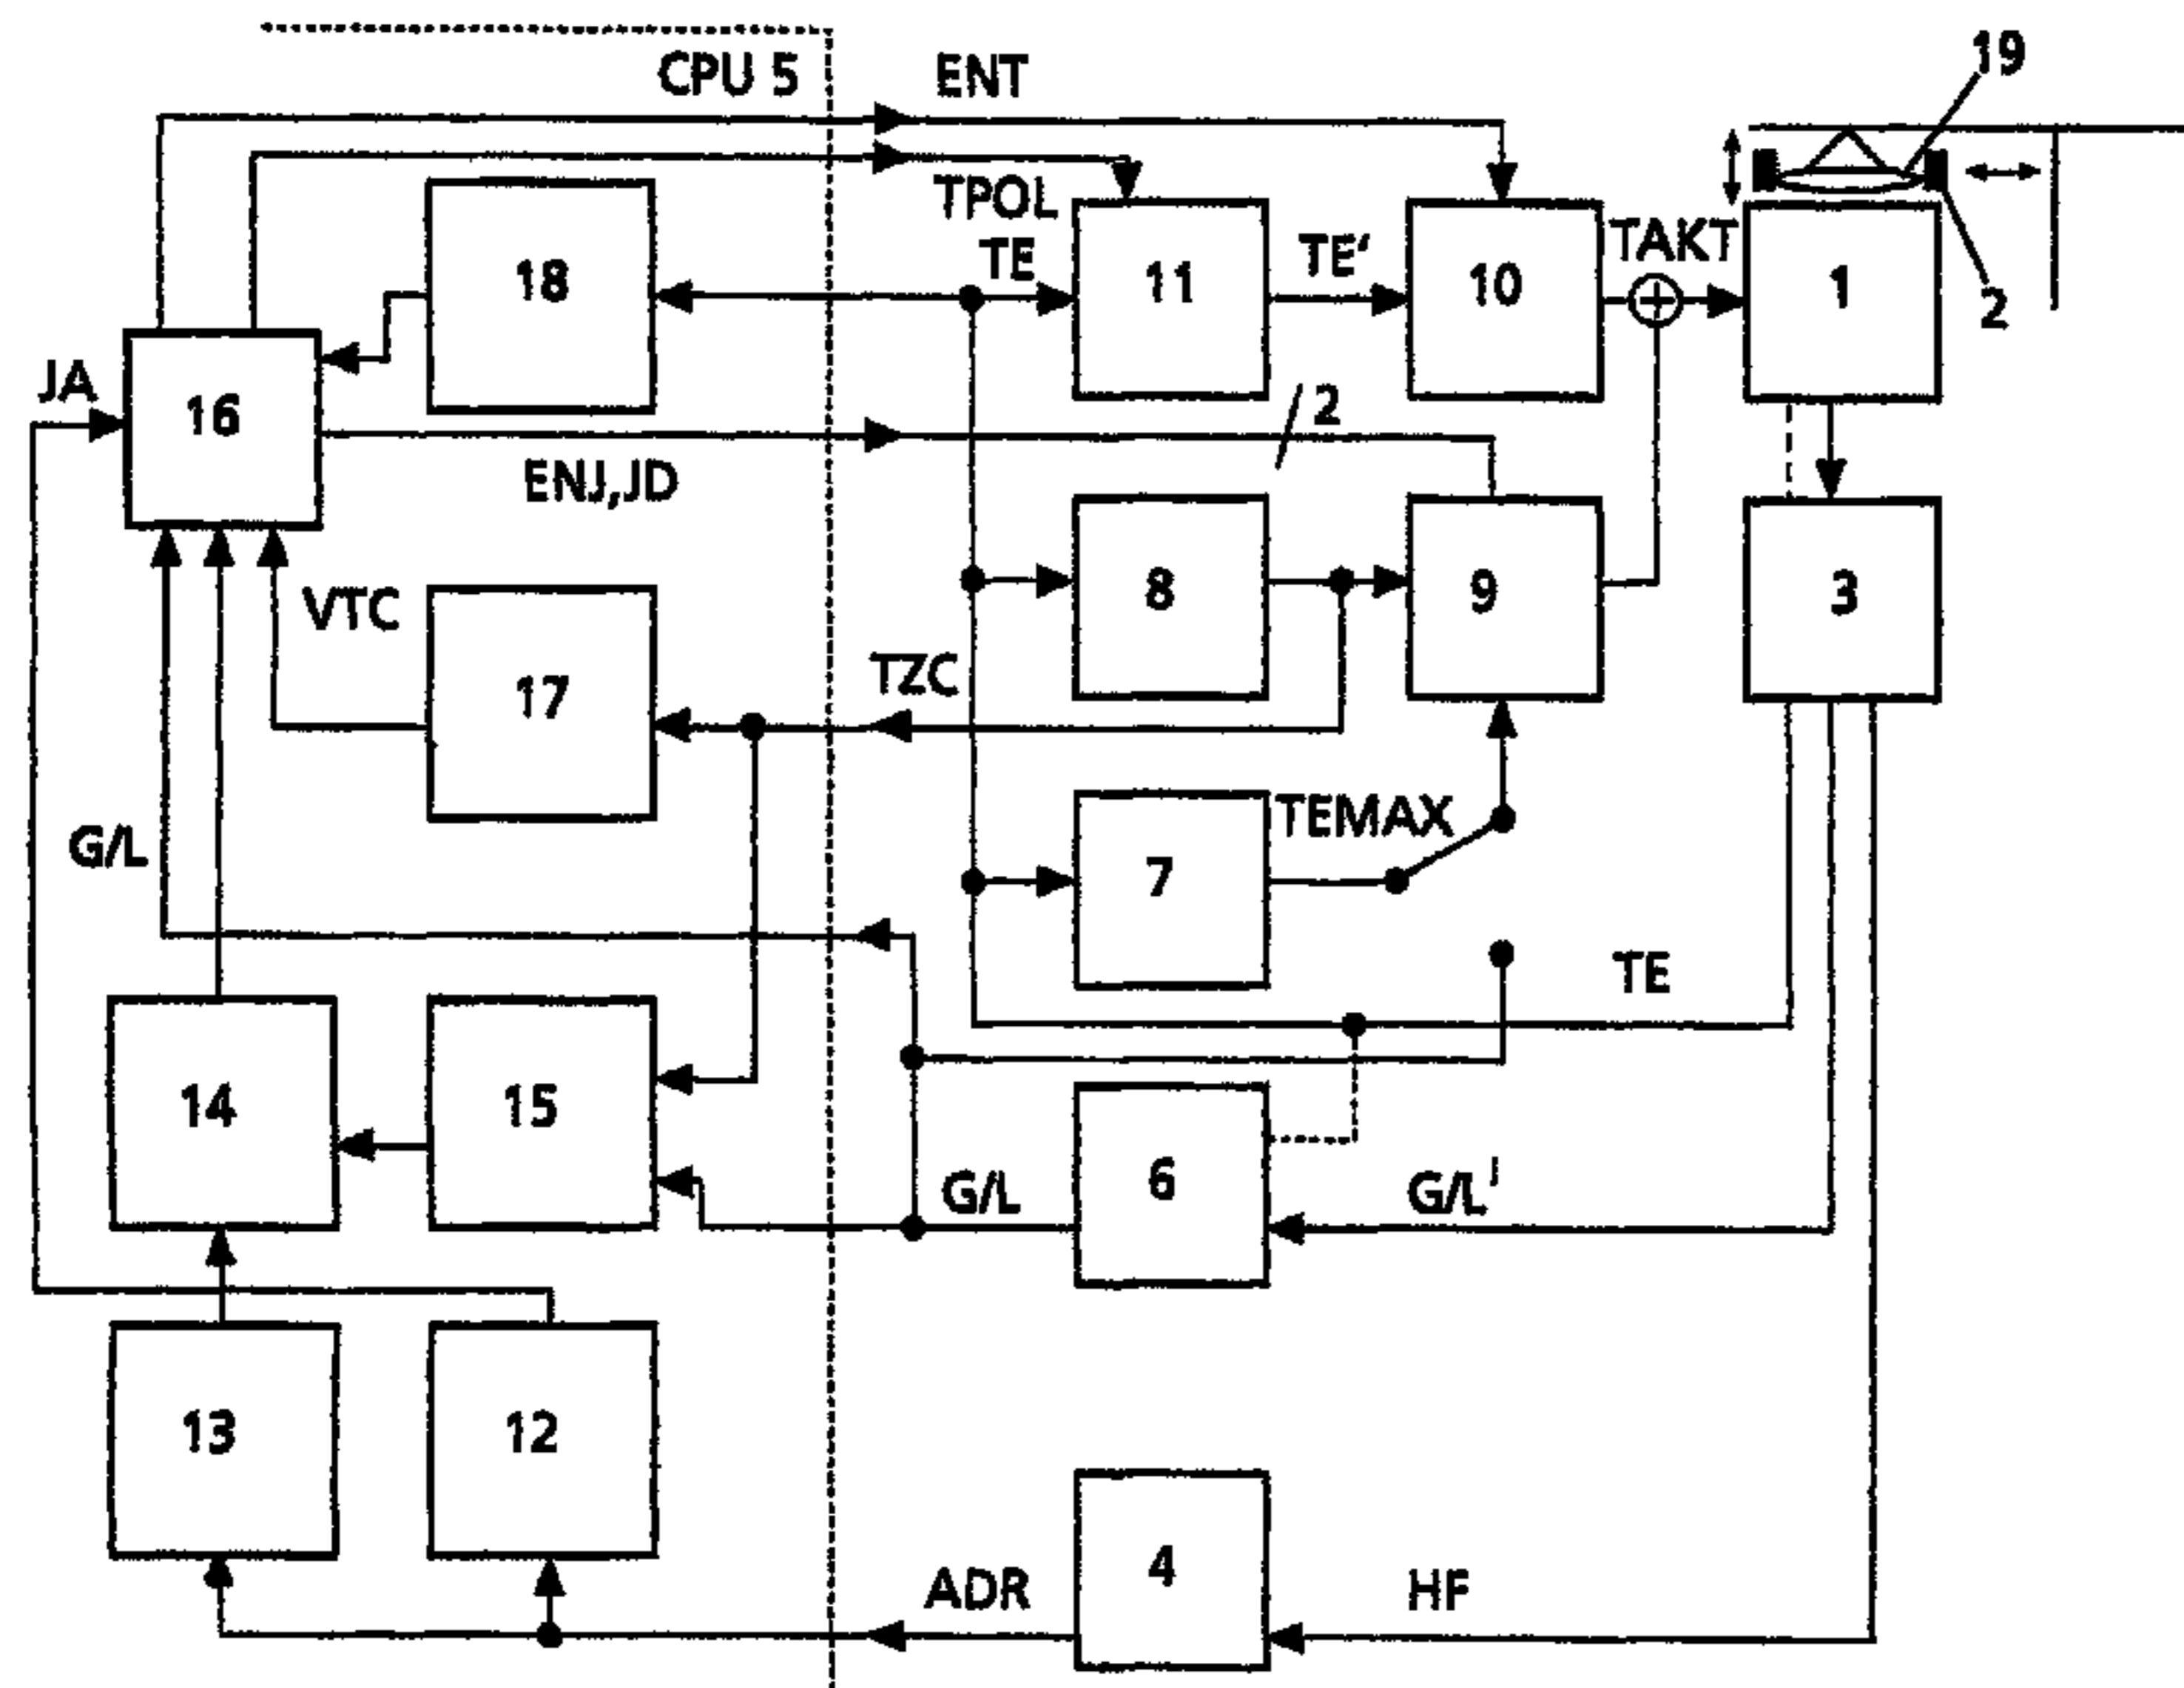 CPU 5 ENT 19
TPOL
TE TE' TAKT
18 11 10 1
2
JA 16 2
ENJ,JD
VTC 8 9 3
17 TZC
G/L 7 TEMAX
TE
14 15
6 G/L G/L'
13 12
4 ADR HF